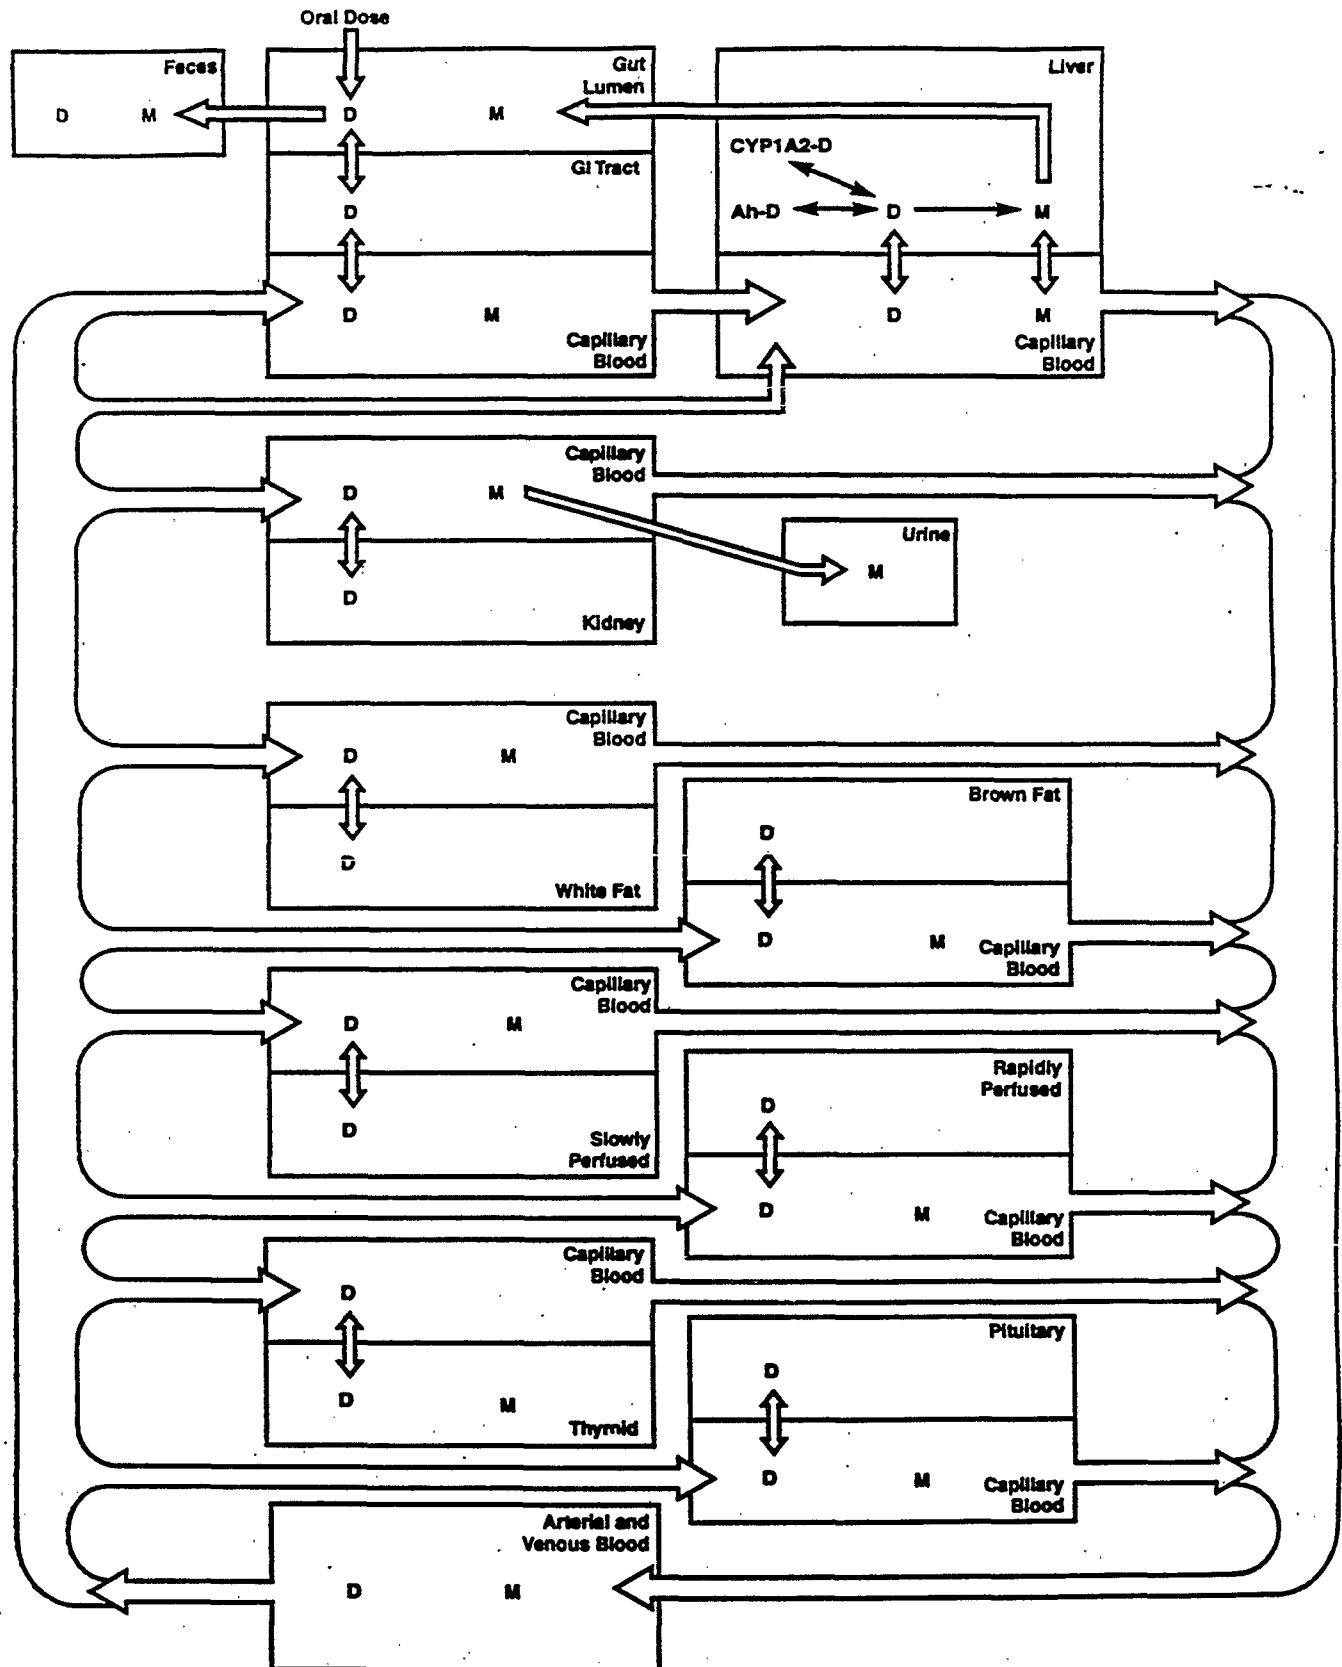 Oral Dose
Feces
D M
Gut
Lumen
D M
GI Tract
D
D M
Capillary
Blood
Liver
CYP1A2-D
Ah-D D M
D M
Capillary
Blood
Capillary
Blood
D M
D
Kidney
Urine
M
Capillary
Blood
D M
D
White Fat
Brown Fat
D
D M
Capillary
Blood
Capillary
Blood
D M
D
Slowly
Perfused
Rapidly
Perfused
D
D M
Capillary
Blood
Capillary
Blood
D
D M
Thyroid
Pituitary
D
D M
Capillary
Blood
Arterial and
Venous Blood
D M